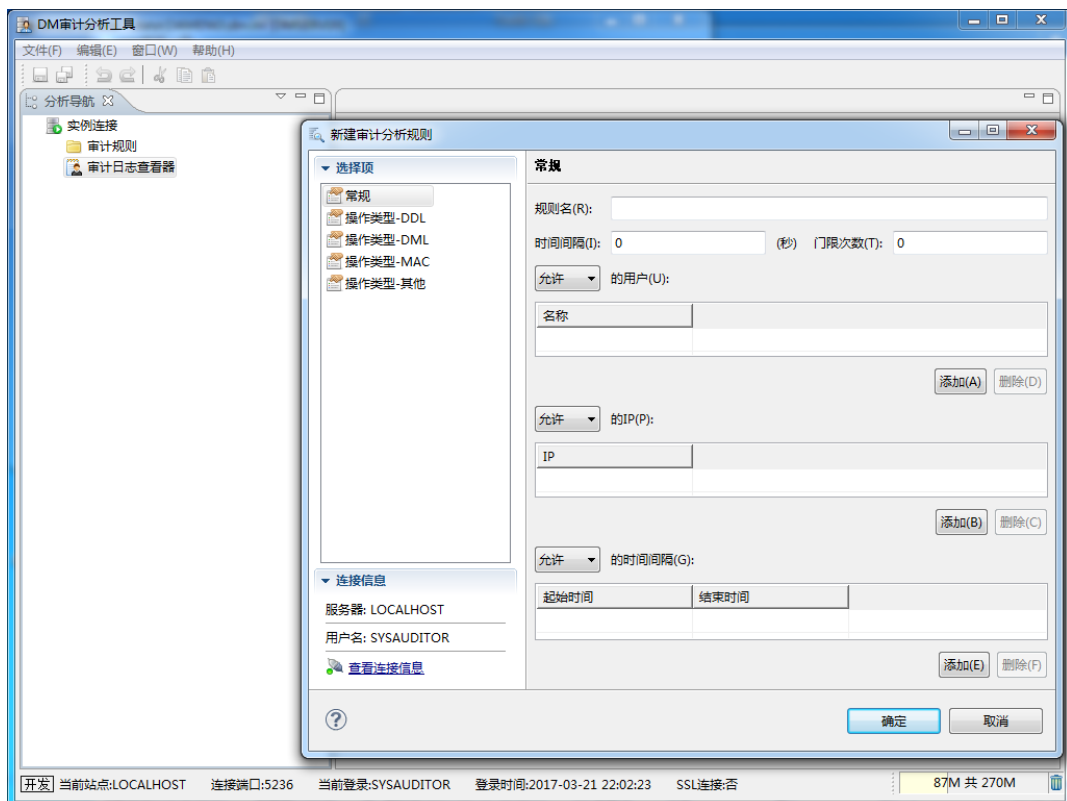 DM审计分析工具
文件(F) 编辑(E) 窗口(W) 帮助(H)
分析导航
实例连接
审计规则
审计日志查看器
新建审计分析规则
选择项
常规
操作类型-DDL
操作类型-DML
操作类型-MAC
操作类型-其他
连接信息
服务器: LOCALHOST
用户名: SYSAUDITOR
查看连接信息
常规
规则名(R):
时间间隔(I): 0 (秒) 门限次数(T): 0
允许 的用户(U):
名称
添加(A) 删除(D)
允许 的IP(P):
IP
添加(B) 删除(C)
允许 的时间间隔(G):
起始时间 结束时间
添加(E) 删除(F)
确定 取消
开发 当前站点:LOCALHOST 连接端口:5236 当前登录:SYSAUDITOR 登录时间:2017-03-21 22:02:23 SSL连接:否 87M 共 270M